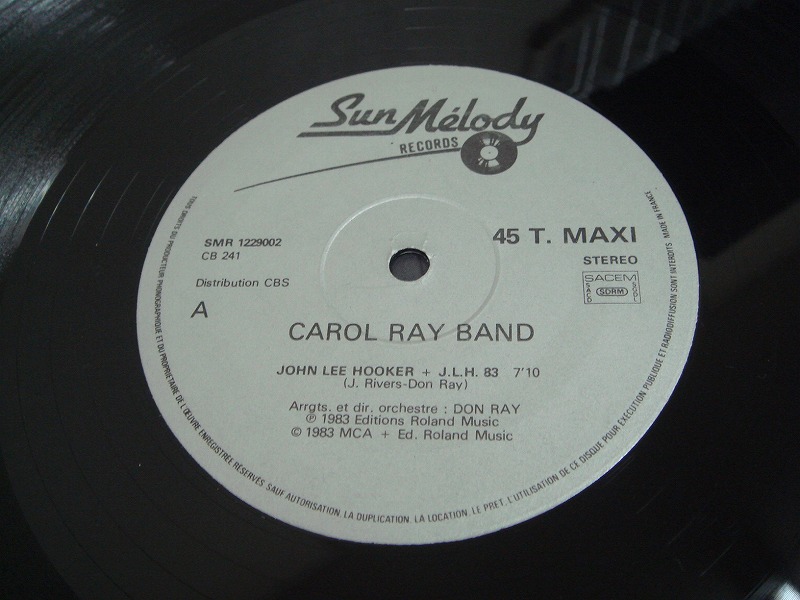 Sun Mélody
RECORDS
SMR 1229002
CB 241
Distribution CBS
A
45 T. MAXI
STEREO
SACEM
SDRM
CAROL RAY BAND
JOHN LEE HOOKER + J.L.H. 83 7'10
(J. Rivers-Don Ray)
Arrgts. et dir. orchestre : DON RAY
℗ 1983 Editions Roland Music
© 1983 MCA + Ed. Roland Music
TOUS DROITS DU PRODUCTEUR PHONOGRAPHIQUE ET DU PROPRIETAIRE DE L'ŒUVRE ENREGISTREE RESERVES SAUF AUTORISATION. LA DUPLICATION. LA LOCATION. LE PRET. L'UTILISATION DE CE DISQUE POUR EXECUTION PUBLIQUE ET RADIODIFFUSION SONT INTERDITS MADE IN FRANCE